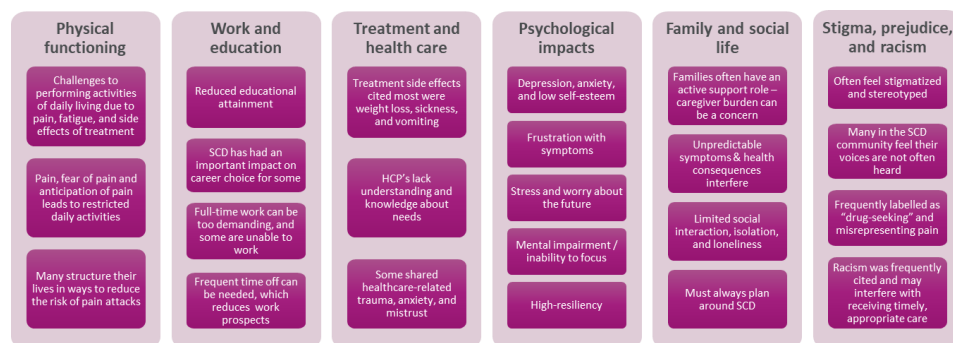 Physical
functioning
Challenges to
performing activities
of daily living due to
pain, fatigue, and side
effects of treatment
Pain, fear of pain and
anticipation of pain
leads to restricted
daily activities
Many structure their
lives in ways to reduce
the risk of pain attacks
Work and
education
Reduced educational
attainment
SCD has had an
important impact on
career choice for some
Full-time work can be
too demanding, and
some are unable to
work
Frequent time off can
be needed, which
reduces work
prospects
Treatment and
health care
Treatment side effects
cited most were
weight loss, sickness,
and vomiting
HCP's lack
understanding and
knowledge about
needs
Some shared
healthcare-related
trauma, anxiety, and
mistrust
Psychological
impacts
Depression, anxiety,
and low self-esteem
Frustration with
symptoms
Stress and worry about
the future
Mental impairment /
inability to focus
High-resiliency
Family and social
life
Families often have an
active support role –
caregiver burden can
be a concern
Unpredictable
symptoms & health
consequences
interfere
Limited social
interaction, isolation,
and loneliness
Must always plan
around SCD
Stigma, prejudice,
and racism
Often feel stigmatized
and stereotyped
Many in the SCD
community feel their
voices are not often
heard
Frequently labelled as
"drug-seeking" and
misrepresenting pain
Racism was frequently
cited and may
interfere with
receiving timely,
appropriate care